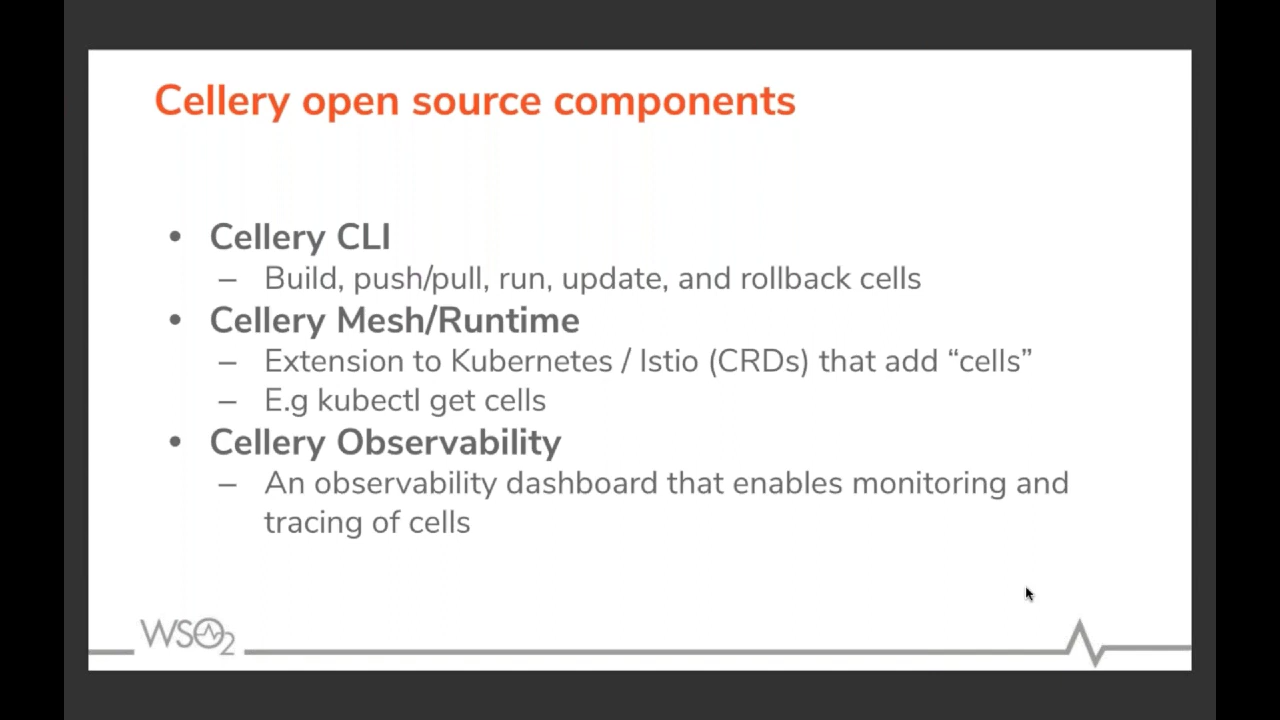 Cellery open source components
• Cellery CLI
– Build, push/pull, run, update, and rollback cells
• Cellery Mesh/Runtime
– Extension to Kubernetes / Istio (CRDs) that add “cells”
– E.g kubectl get cells
• Cellery Observability
– An observability dashboard that enables monitoring and
tracing of cells
WSO2